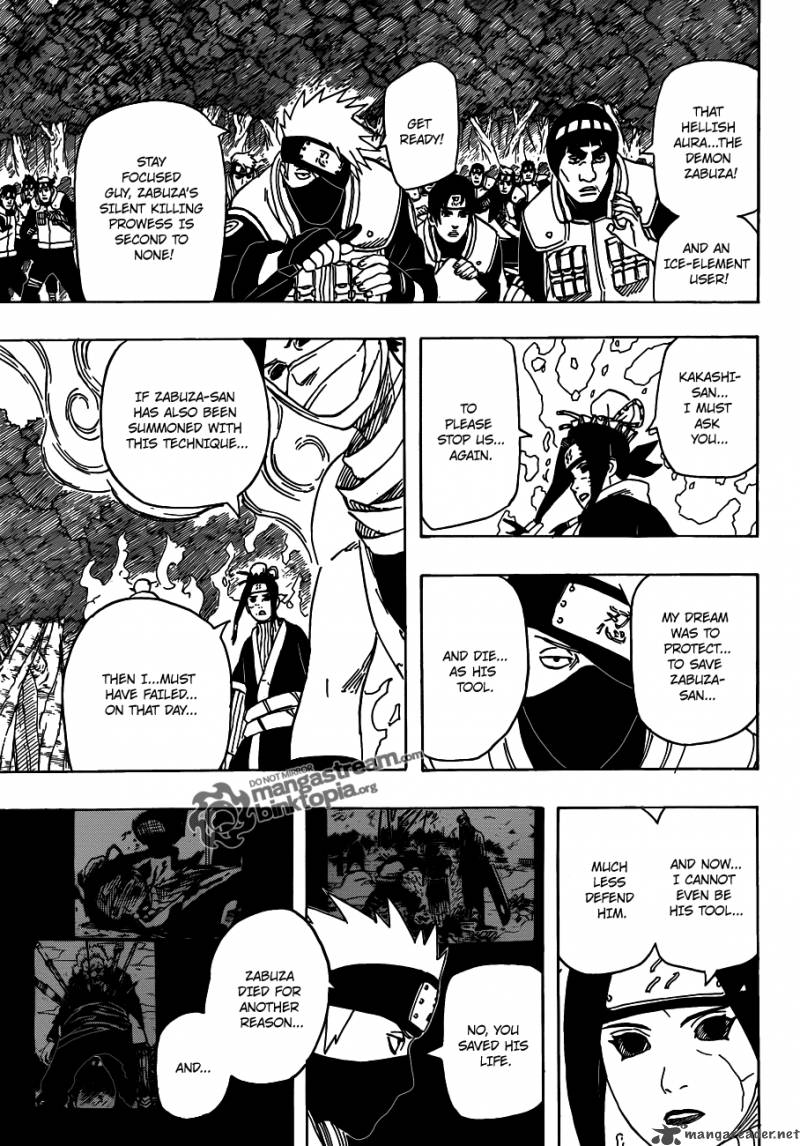 THAT
HELLISH
AURA...THE
DEMON
ZABUZA!
AND AN
ICE-ELEMENT
USER!
GET
READY!
STAY
FOCUSED
GUY, ZABUZA'S
SILENT KILLING
PROWESS IS
SECOND TO
NONE!
KAKASHI-
SAN...
I MUST
ASK
YOU...
TO
PLEASE
STOP US...
AGAIN.
MY DREAM
WAS TO
PROTECT...
TO SAVE
ZABUZA-
SAN...
AND DIE...
AS HIS
TOOL.
IF ZABUZA-SAN
HAS ALSO BEEN
SUMMONED WITH
THIS TECHNIQUE...
THEN I...MUST
HAVE FAILED...
ON THAT DAY...
AND NOW...
I CANNOT
EVEN BE
HIS TOOL...
MUCH
LESS
DEFEND
HIM.
NO, YOU
SAVED HIS
LIFE.
ZABUZA
DIED FOR
ANOTHER
REASON...
AND...
DO NOT MIRROR
mangastream.com
binktopia.org
mangareader.net